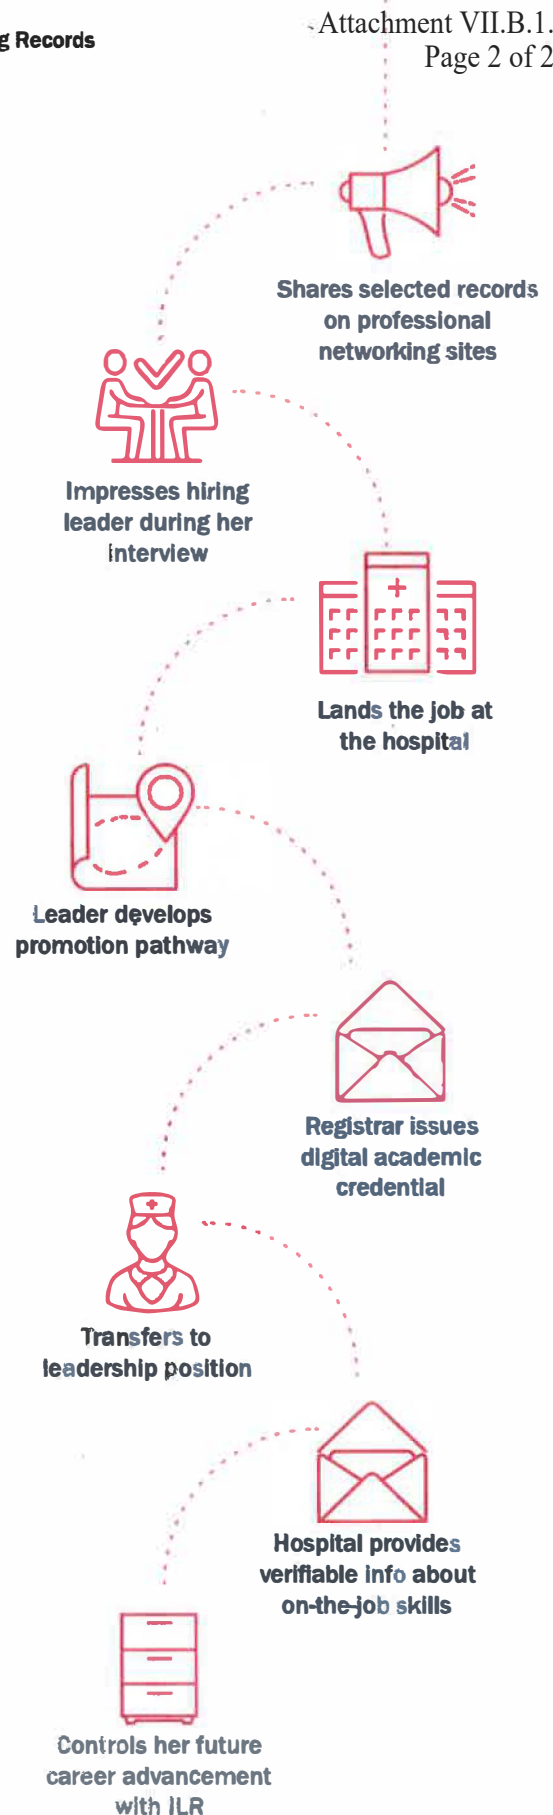 g Records
Attachment VII.B.1.
Page 2 of 2
Shares selected records
on professional
networking sites
Impresses hiring
leader during her
interview
Lands the job at
the hospital
Leader develops
promotion pathway
Registrar issues
digital academic
credential
Transfers to
leadership position
Hospital provides
verifiable info about
on-the-job skills
Controls her future
career advancement
with ILR